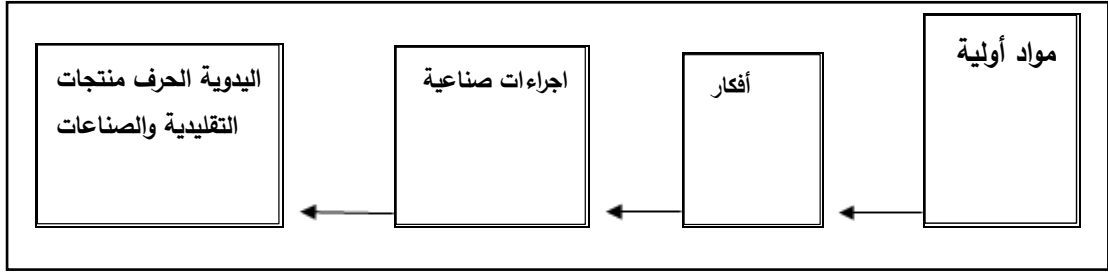 مواد أولية
أفكار
اجراءات صناعية
اليدوية الحرف منتجات
التقليدية والصناعات